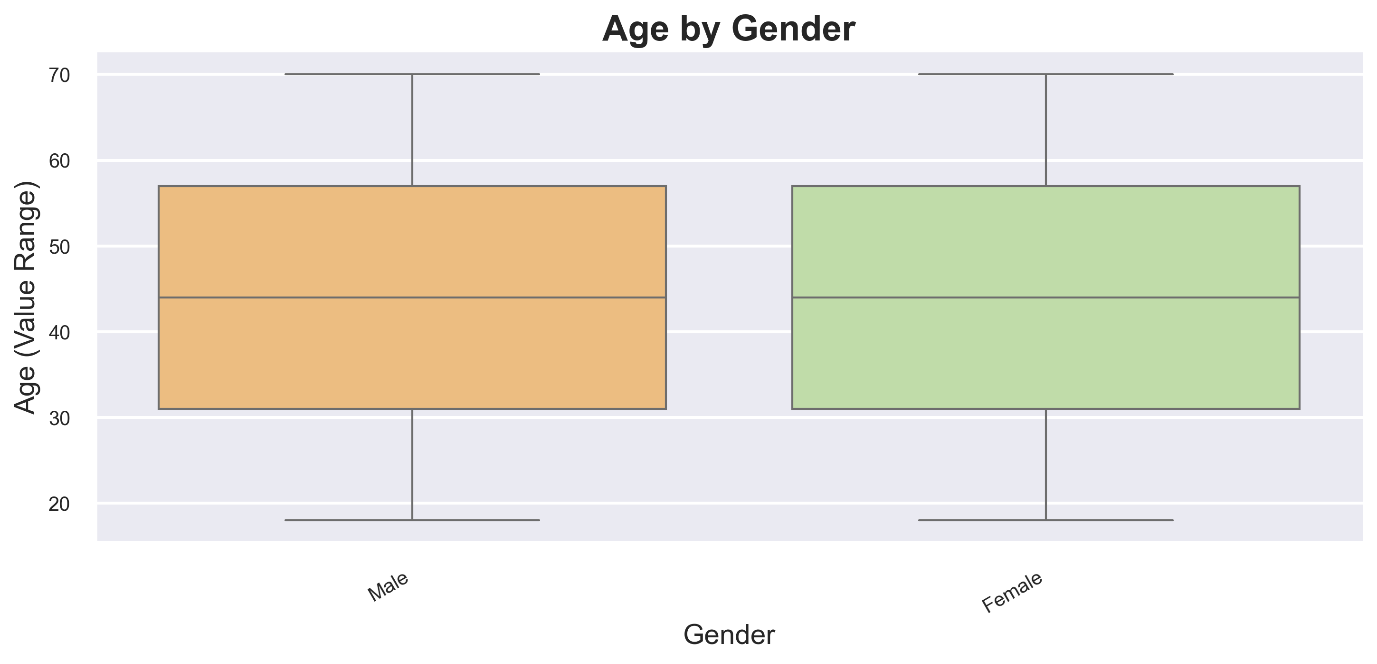 Age by Gender
Age (Value Range)
70
60
50
40
30
20
Male
Female
Gender